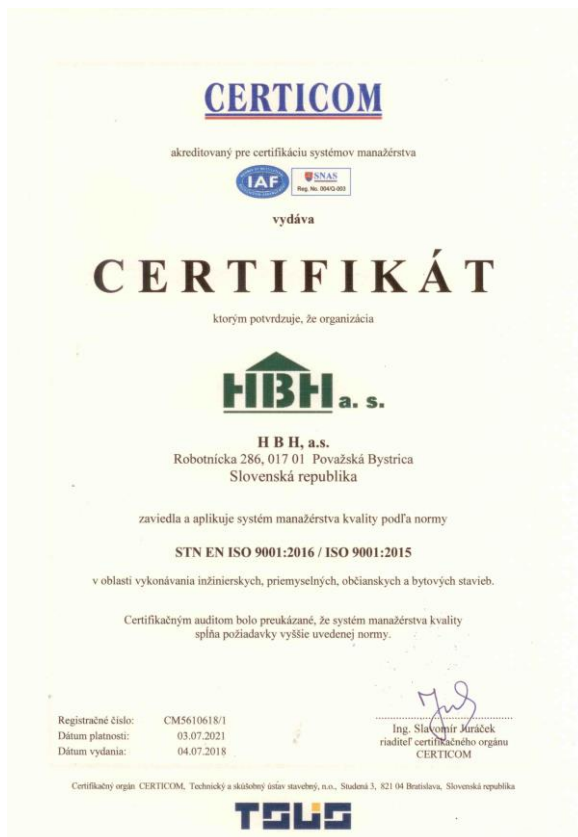 CERTICOM
akreditovaný pre certifikáciu systémov manažérstva
IAF
SNAS
Reg. No. 004/Q-003
vydáva
CERTIFIKÁT
ktorým potvrdzuje, že organizácia
HBH a. s.
H B H, a.s.
Robotnícka 286, 017 01 Považská Bystrica
Slovenská republika
zaviedla a aplikuje systém manažérstva kvality podľa normy
STN EN ISO 9001:2016 / ISO 9001:2015
v oblasti vykonávania inžinierskych, priemyselných, občianskych a bytových stavieb.
Certifikačným auditom bolo preukázané, že systém manažérstva kvality
spĺňa požiadavky vyššie uvedenej normy.
Registračné číslo: CM5610618/1
Dátum platnosti: 03.07.2021
Dátum vydania: 04.07.2018
Ing. Slavomír Juráček
riaditeľ certifikačného orgánu
CERTICOM
Certifikačný orgán CERTICOM, Technický a skúšobný ústav stavebný, n.o., Studená 3, 821 04 Bratislava, Slovenská republika
TSUS